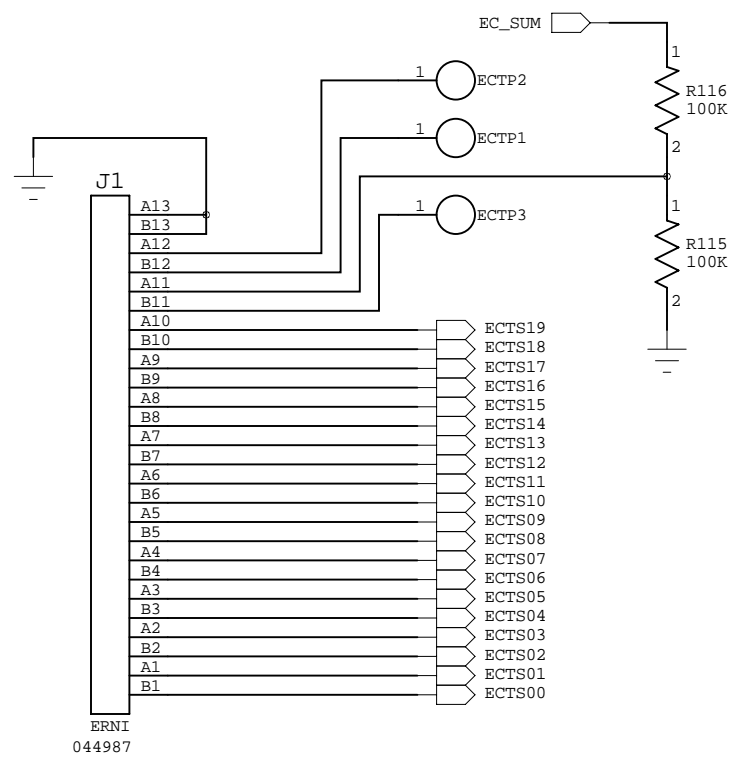 EC_SUM
1
R116
100K
2
1 ECTP2
1 ECTP1
1 ECTP3
1
R115
100K
2
J1
A13
B13
A12
B12
A11
B11
A10 ECTS19
B10 ECTS18
A9 ECTS17
B9 ECTS16
A8 ECTS15
B8 ECTS14
A7 ECTS13
B7 ECTS12
A6 ECTS11
B6 ECTS10
A5 ECTS09
B5 ECTS08
A4 ECTS07
B4 ECTS06
A3 ECTS05
B3 ECTS04
A2 ECTS03
B2 ECTS02
A1 ECTS01
B1 ECTS00
ERNI
044987